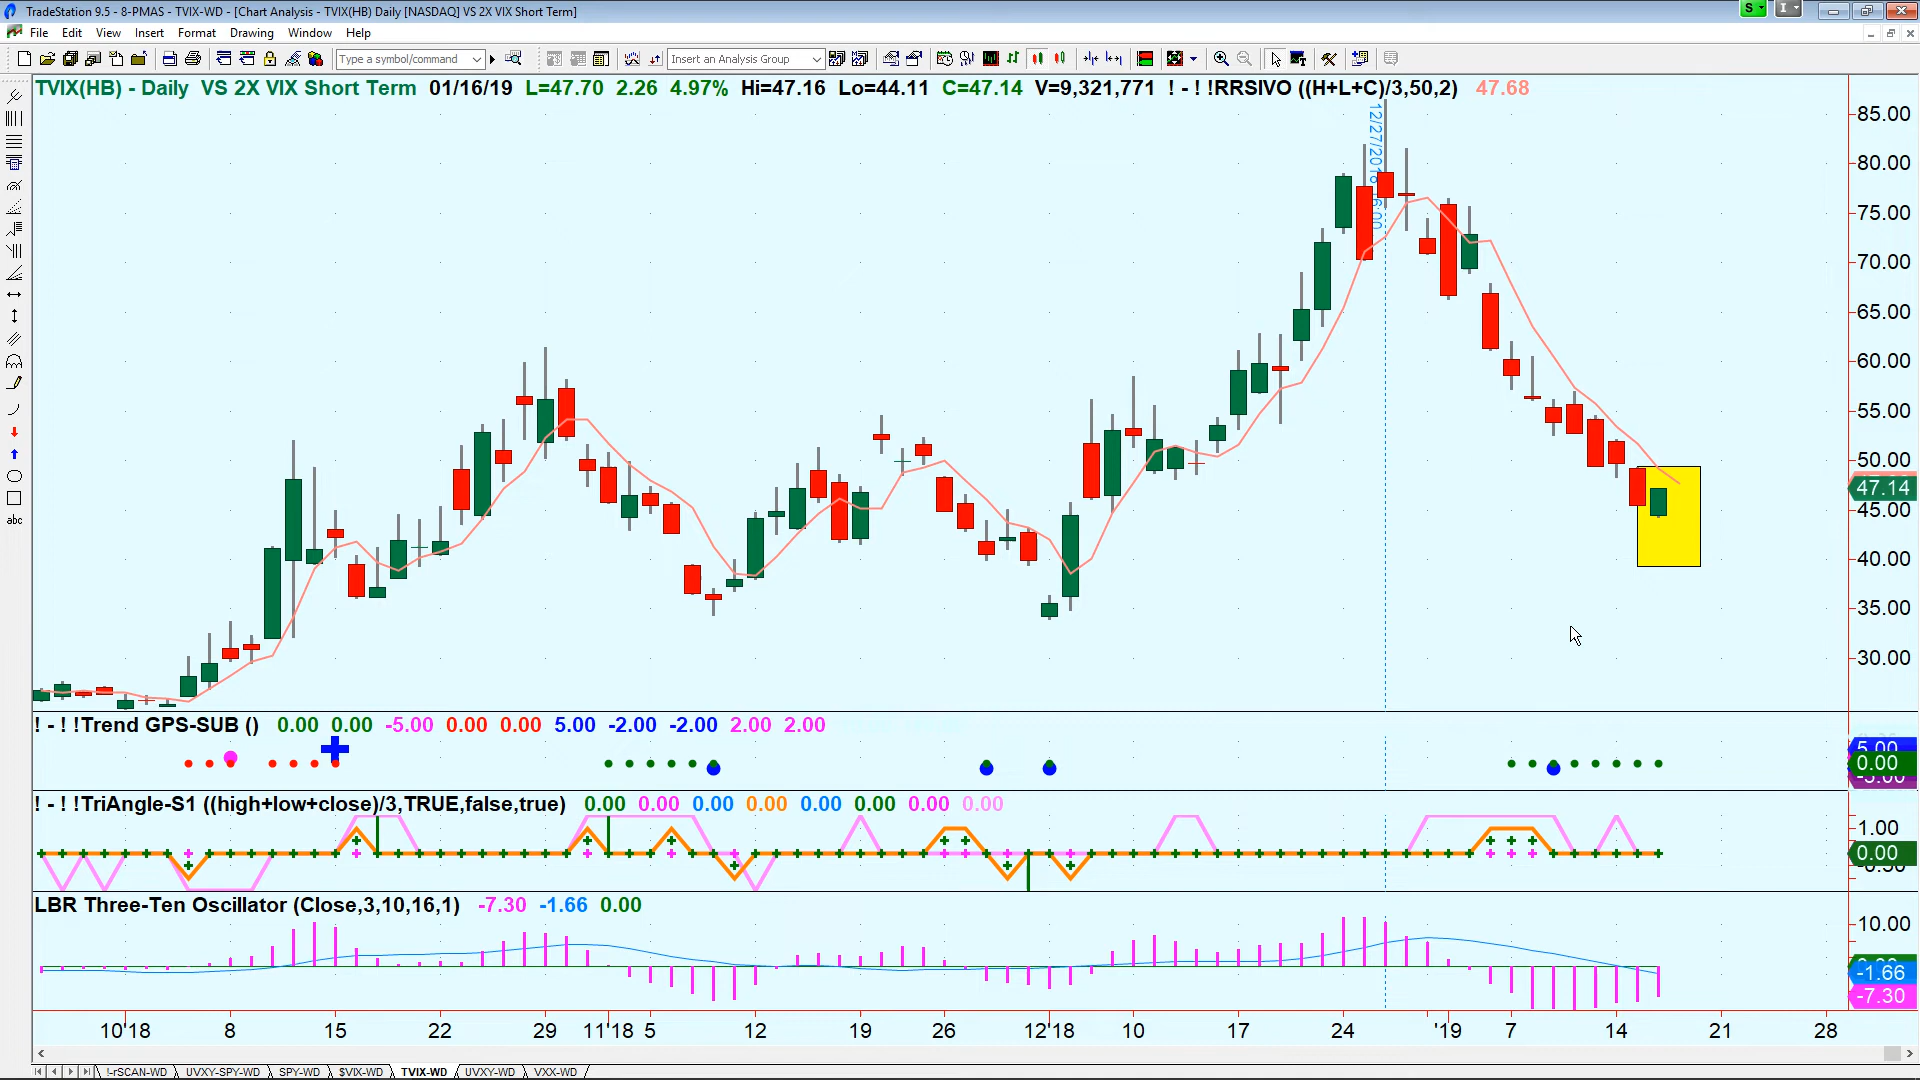 TradeStation 9.5 - 8-PMAS - TVIX-WD - [Chart Analysis - TVIX(HB) Daily [NASDAQ] VS 2X VIX Short Term]
S I
File Edit View Insert Format Drawing Window Help
Type a symbol/command Insert an Analysis Group
TVIX(HB) - Daily VS 2X VIX Short Term 01/16/19 L=47.70 2.26 4.97% Hi=47.16 Lo=44.11 C=47.14 V=9,321,771 ! - ! !RRSIVO ((H+L+C)/3,50,2) 47.68
85.00
80.00
75.00
70.00
65.00
60.00
55.00
50.00
47.14
45.00
40.00
35.00
30.00
abc
! - ! !Trend GPS-SUB () 0.00 0.00 -5.00 0.00 0.00 5.00 -2.00 -2.00 2.00 2.00
5.00
0.00
! - ! !TriAngle-S1 ((high+low+close)/3,TRUE,false,true) 0.00 0.00 0.00 0.00 0.00 0.00 0.00 0.00
1.00
0.00
LBR Three-Ten Oscillator (Close,3,10,16,1) -7.30 -1.66 0.00
10.00
-1.66
-7.30
10'18 8 15 22 29 11'18 5 12 19 26 12'18 10 17 24 '19 7 14 21 28
!-rSCAN-WD UVXY-SPY-WD SPY-WD $VIX-WD TVIX-WD UVXY-WD VXX-WD